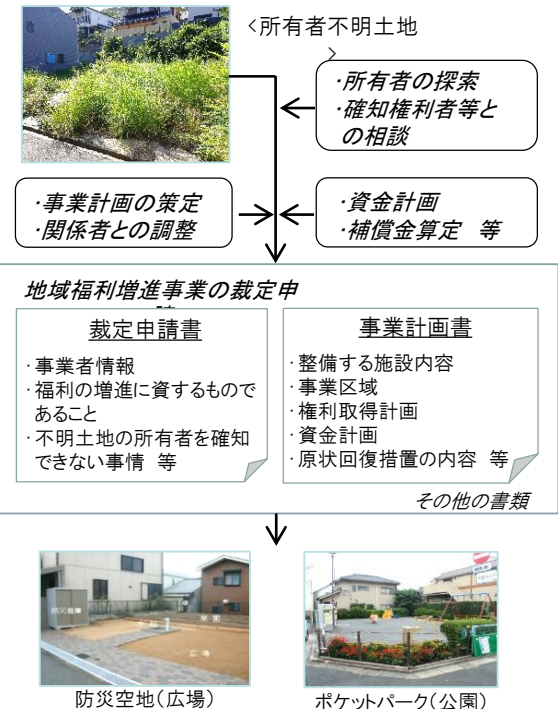 <所有者不明土地
>
・所有者の探索
・確知権利者等と
の相談
・事業計画の策定
・関係者との調整
・資金計画
・補償金算定　等
地域福利増進事業の裁定申
裁定申請書
・事業者情報
・福利の増進に資するもので
あること
・不明土地の所有者を確知
できない事情　等
事業計画書
・整備する施設内容
・事業区域
・権利取得計画
・資金計画
・原状回復措置の内容　等
その他の書類
防災倉庫
菜園
広場
防災空地(広場)
ポケットパーク(公園)